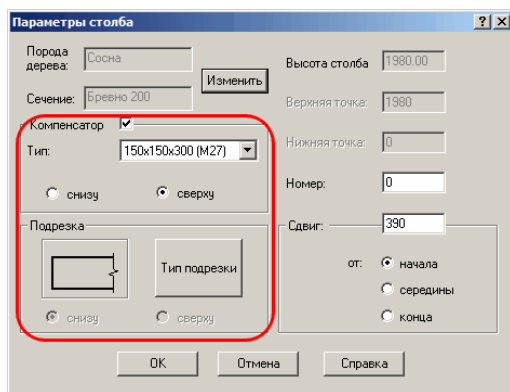 Параметры столба
Порода дерева: Сосна
Изменить
Сечение: Бревно 200
Компенсатор
Тип: 150x150x300 (M27)
снизу сверху
Подрезка
Тип подрезки
снизу сверху
Высота столба 1980.00
Верхняя точка: 1980
Нижняя точка: 0
Номер: 0
Сдвиг: 390
от: начала
середины
конца
OK Отмена Справка